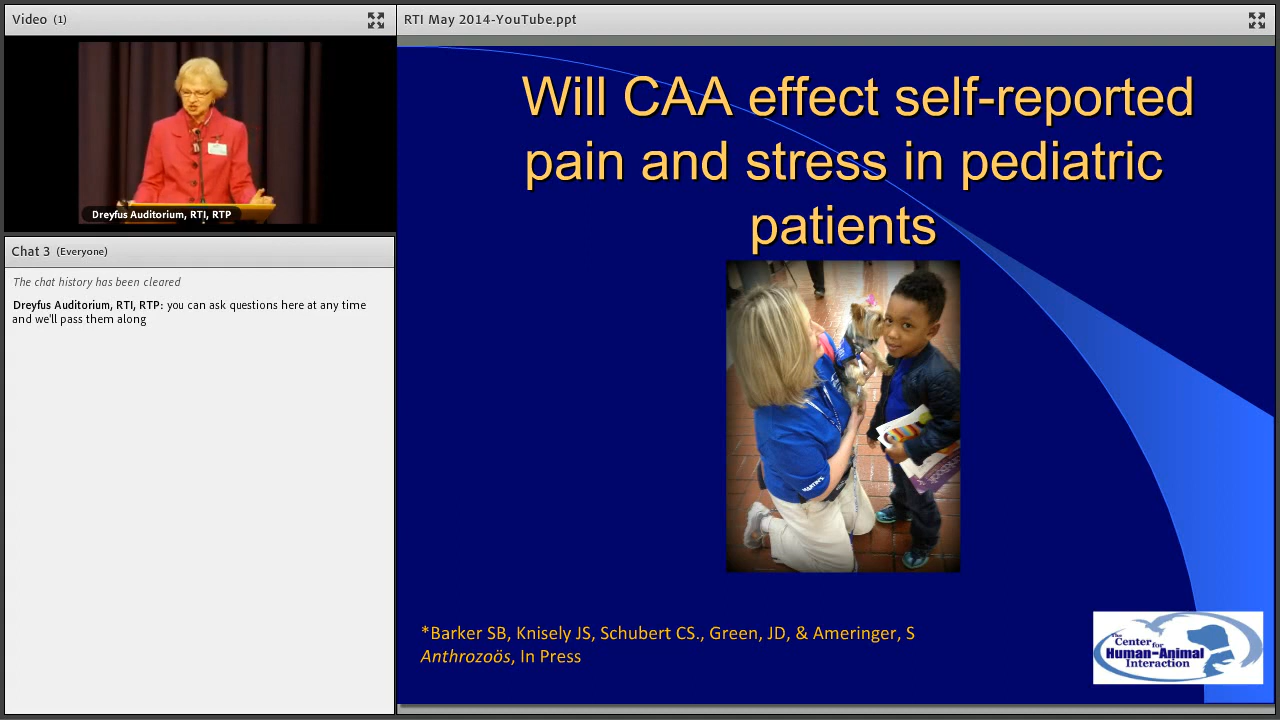 Video (1)
Dreyfus Auditorium, RTI, RTP
Chat 3 (Everyone)
The chat history has been cleared
Dreyfus Auditorium, RTI, RTP: you can ask questions here at any time
and we'll pass them along
RTI May 2014-YouTube.ppt
Will CAA effect self-reported
pain and stress in pediatric
patients
MARTIN'S
*Barker SB, Knisely JS, Schubert CS., Green, JD, & Ameringer, S
Anthrozoös, In Press
The
Center for
Human-Animal
Interaction